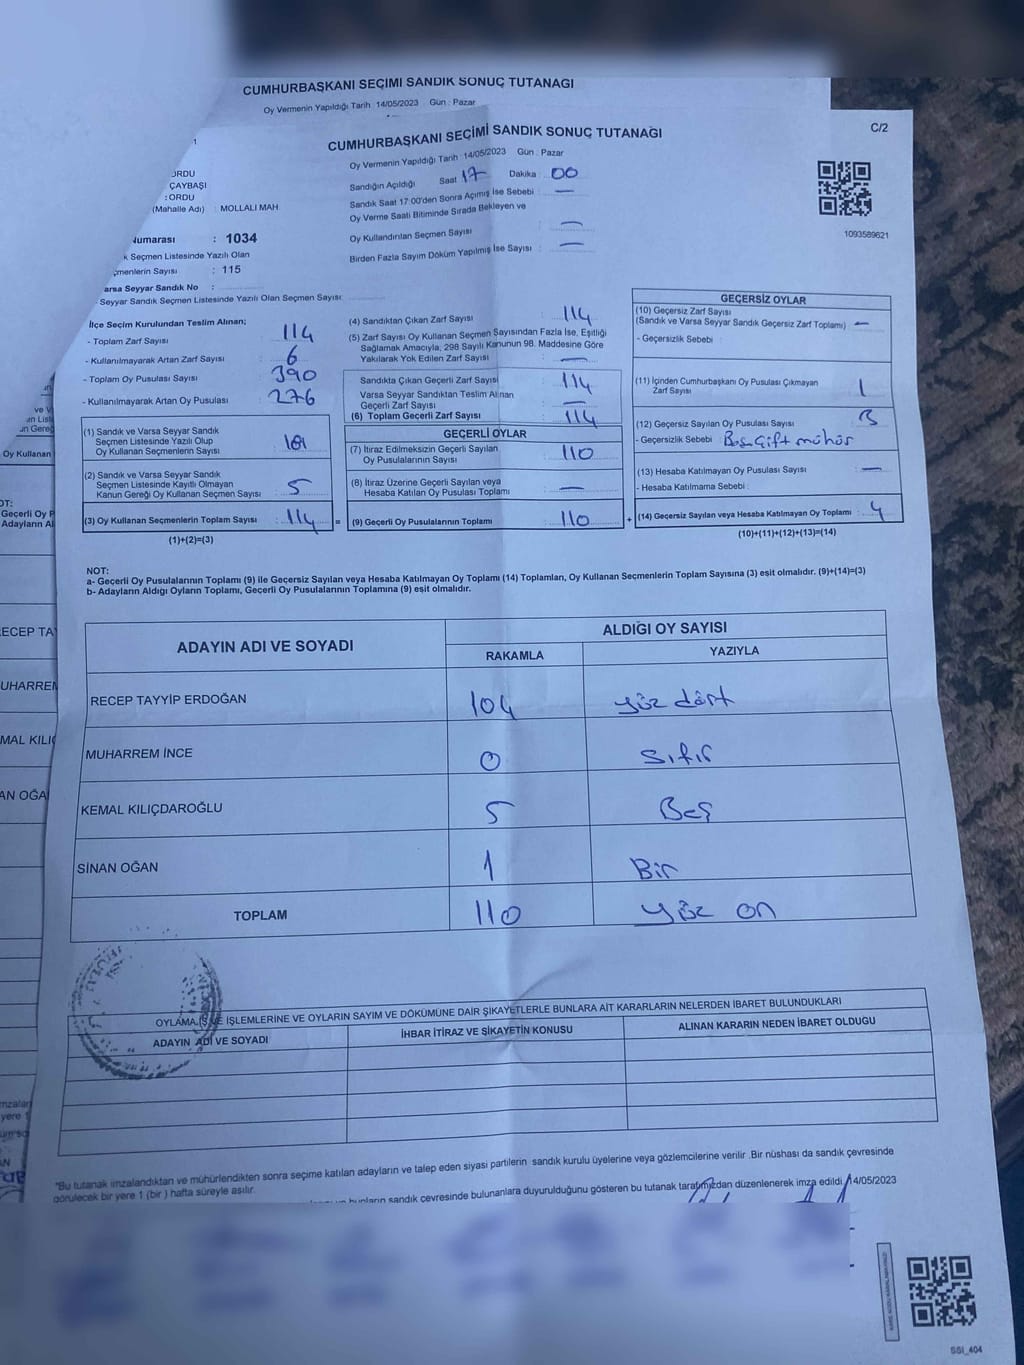 CUMHURBAŞKANI SEÇİMİ SANDIK SONUÇ TUTANAĞI
Oy Vermenin Yapıldığı Tarih 14/05/2023 Gün : Pazar
C/2
CUMHURBAŞKANI SEÇİMİ SANDIK SONUÇ TUTANAĞI
Oy Vermenin Yapıldığı Tarih : 14/05/2023 Gün : Pazar
Sandığın Açıldığı Saat 17 Dakika 00
Sandık Saat 17:00'den Sonra Açımış İse Sebebi : —
Oy Verme Saati Bitiminde Sırada Bekleyen ve
Oy Kullandırılan Seçmen Sayısı : —
Birden Fazla Sayım Döküm Yapılmış İse Sayısı : —
1093589621
ORDU
ÇAYBAŞI
: ORDU
(Mahalle Adı) : MOLLALI MAH
Numarası : 1034
k Seçmen Listesinde Yazılı Olan
çmenlerin Sayısı : 115
arsa Seyyar Sandık No :
Seyyar Sandık Seçmen Listesinde Yazılı Olan Seçmen Sayısı:
İlçe Seçim Kurulundan Teslim Alınan;
- Toplam Zarf Sayısı : 114
- Kullanılmayarak Artan Zarf Sayısı : 6
- Toplam Oy Pusulası Sayısı : 390
- Kullanılmayarak Artan Oy Pusulası : 276
(1) Sandık ve Varsa Seyyar Sandık
Seçmen Listesinde Yazılı Olup
Oy Kullanan Seçmenlerin Sayısı
(2) Sandık ve Varsa Seyyar Sandık
Seçmen Listesinde Kayıtlı Olmayan
Kanun Gereği Oy Kullanan Seçmen Sayısı : 5
(3) Oy Kullanan Seçmenlerin Toplam Sayısı : 114 =
(1)+(2)=(3)
(4) Sandıktan Çıkan Zarf Sayısı : 114
(5) Zarf Sayısı Oy Kullanan Seçmen Sayısından Fazla İse, Eşitliği
Sağlamak Amacıyla, 298 Sayılı Kanunun 98. Maddesine Göre
Yakılarak Yok Edilen Zarf Sayısı : —
Sandıkta Çıkan Geçerli Zarf Sayısı : 114
Varsa Seyyar Sandıktan Teslim Alınan
Geçerli Zarf Sayısı : —
(6) Toplam Geçerli Zarf Sayısı : 114
GEÇERLİ OYLAR
(7) İtiraz Edilmeksizin Geçerli Sayılan
Oy Pusulalarının Sayısı : 110
(8) İtiraz Üzerine Geçerli Sayılan veya
Hesaba Katılan Oy Pusulası Toplamı : —
(9) Geçerli Oy Pusulalarının Toplamı : 110 +
GEÇERSİZ OYLAR
(10) Geçersiz Zarf Sayısı
(Sandık ve Varsa Seyyar Sandık Geçersiz Zarf Toplamı) : —
- Geçersizlik Sebebi :
(11) İçinden Cumhurbaşkanı Oy Pusulası Çıkmayan
Zarf Sayısı : 1
(12) Geçersiz Sayılan Oy Pusulası Sayısı : 3
- Geçersizlik Sebebi : Boş-Çift mühür
(13) Hesaba Katılmayan Oy Pusulası Sayısı : —
- Hesaba Katılmama Sebebi :
(14) Geçersiz Sayılan veya Hesaba Katılmayan Oy Toplamı : 4
(10)+(11)+(12)+(13)=(14)
NOT:
a- Geçerli Oy Pusulalarının Toplamı (9) ile Geçersiz Sayılan veya Hesaba Katılmayan Oy Toplamı (14) Toplamları, Oy Kullanan Seçmenlerin Toplam Sayısına (3) eşit olmalıdır. (9)+(14)=(3)
b- Adayların Aldığı Oyların Toplamı, Geçerli Oy Pusulalarının Toplamına (9) eşit olmalıdır.
ADAYIN ADI VE SOYADI ALDIĞI OY SAYISI
RAKAMLA YAZIYLA
RECEP TAYYİP ERDOĞAN 104 yüz dört
MUHARREM İNCE 0 Sıfır
KEMAL KILIÇDAROĞLU 5 Beş
SİNAN OĞAN 1 Bir
TOPLAM 110 yüz on
OYLAMA İŞ VE İŞLEMLERİNE VE OYLARIN SAYIM VE DÖKÜMÜNE DAİR ŞİKAYETLERLE BUNLARA AİT KARARLARIN NELERDEN İBARET BULUNDUKLARI
ADAYIN ADI VE SOYADI İHBAR İTİRAZ VE ŞİKAYETİN KONUSU ALINAN KARARIN NEDEN İBARET OLDUĞU
*Bu tutanak imzalandıktan ve mühürlendikten sonra seçime katılan adayların ve talep eden siyasi partilerin sandık kurulu üyelerine veya gözlemcilerine verilir .Bir nüshası da sandık çevresinde
görülecek bir yere 1 (bir ) hafta süreyle asılır.
bunların sandık çevresinde bulunanlara duyurulduğunu gösteren bu tutanak tarafımızdan düzenlenerek imza edildi. 14/05/2023
SSI_404